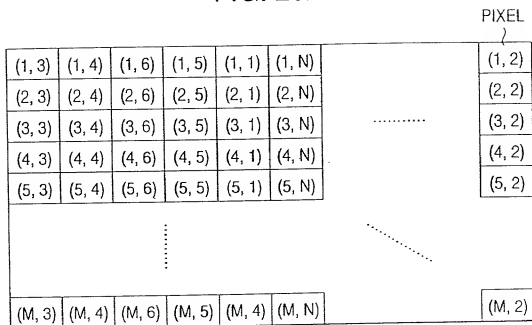 PIXEL
(1, 3) (1, 4) (1, 6) (1, 5) (1, 1) (1, N) (1, 2)
(2, 3) (2, 4) (2, 6) (2, 5) (2, 1) (2, N) (2, 2)
(3, 3) (3, 4) (3, 6) (3, 5) (3, 1) (3, N) ........... (3, 2)
(4, 3) (4, 4) (4, 6) (4, 5) (4, 1) (4, N) (4, 2)
(5, 3) (5, 4) (5, 6) (5, 5) (5, 1) (5, N) (5, 2)
(M, 3) (M, 4) (M, 6) (M, 5) (M, 4) (M, N) (M, 2)